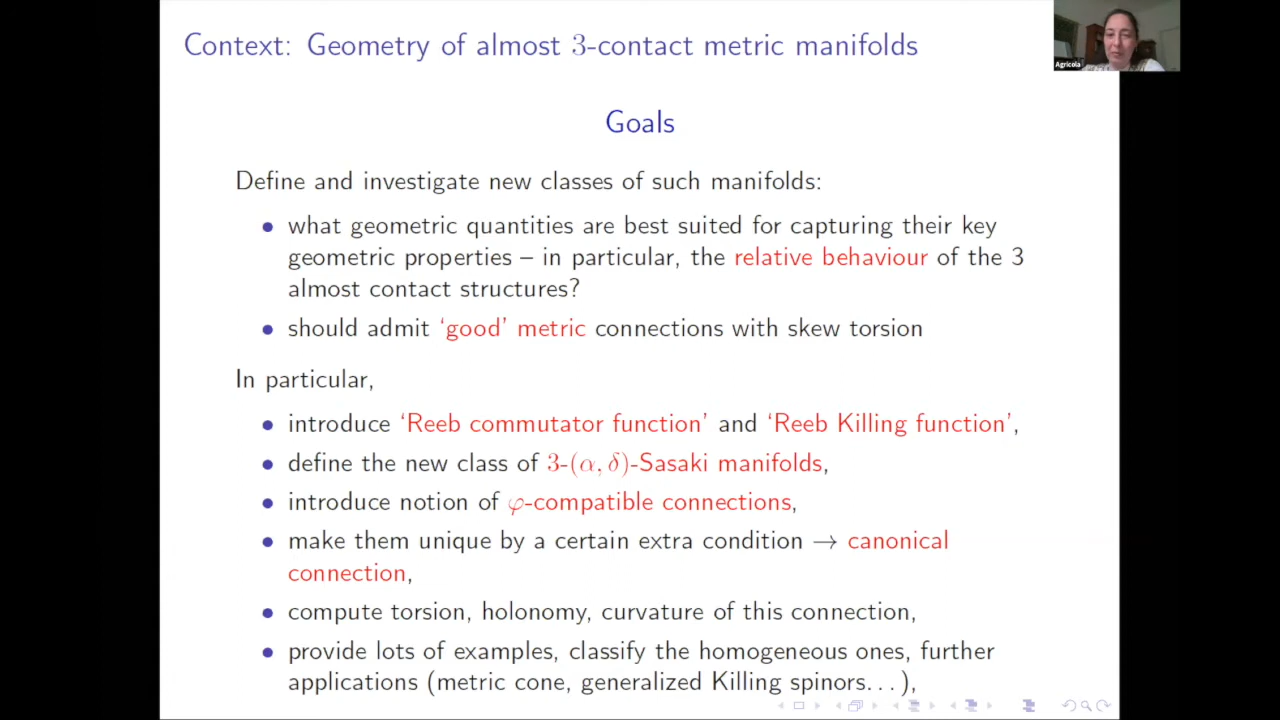 Context: Geometry of almost 3-contact metric manifolds
Agricola
Goals
Define and investigate new classes of such manifolds:
• what geometric quantities are best suited for capturing their key
geometric properties – in particular, the relative behaviour of the 3
almost contact structures?
• should admit ‘good’ metric connections with skew torsion
In particular,
• introduce ‘Reeb commutator function’ and ‘Reeb Killing function’,
• define the new class of 3-(α, δ)-Sasaki manifolds,
• introduce notion of φ-compatible connections,
• make them unique by a certain extra condition → canonical
connection,
• compute torsion, holonomy, curvature of this connection,
• provide lots of examples, classify the homogeneous ones, further
applications (metric cone, generalized Killing spinors...),